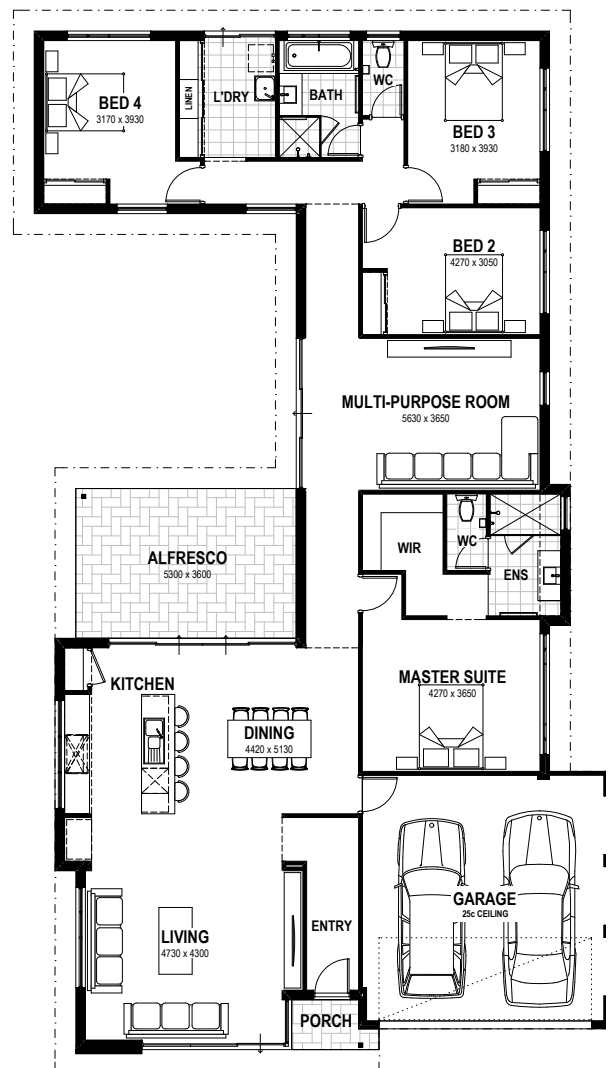 BED 4
3170 x 3930
LINEN
L'DRY
BATH
WC
BED 3
3180 x 3930
BED 2
4270 x 3050
MULTI-PURPOSE ROOM
5630 x 3650
ALFRESCO
5300 x 3600
WIR
WC
ENS
KITCHEN
MASTER SUITE
4270 x 3650
DINING
4420 x 5130
GARAGE
25c CEILING
LIVING
4730 x 4300
ENTRY
PORCH